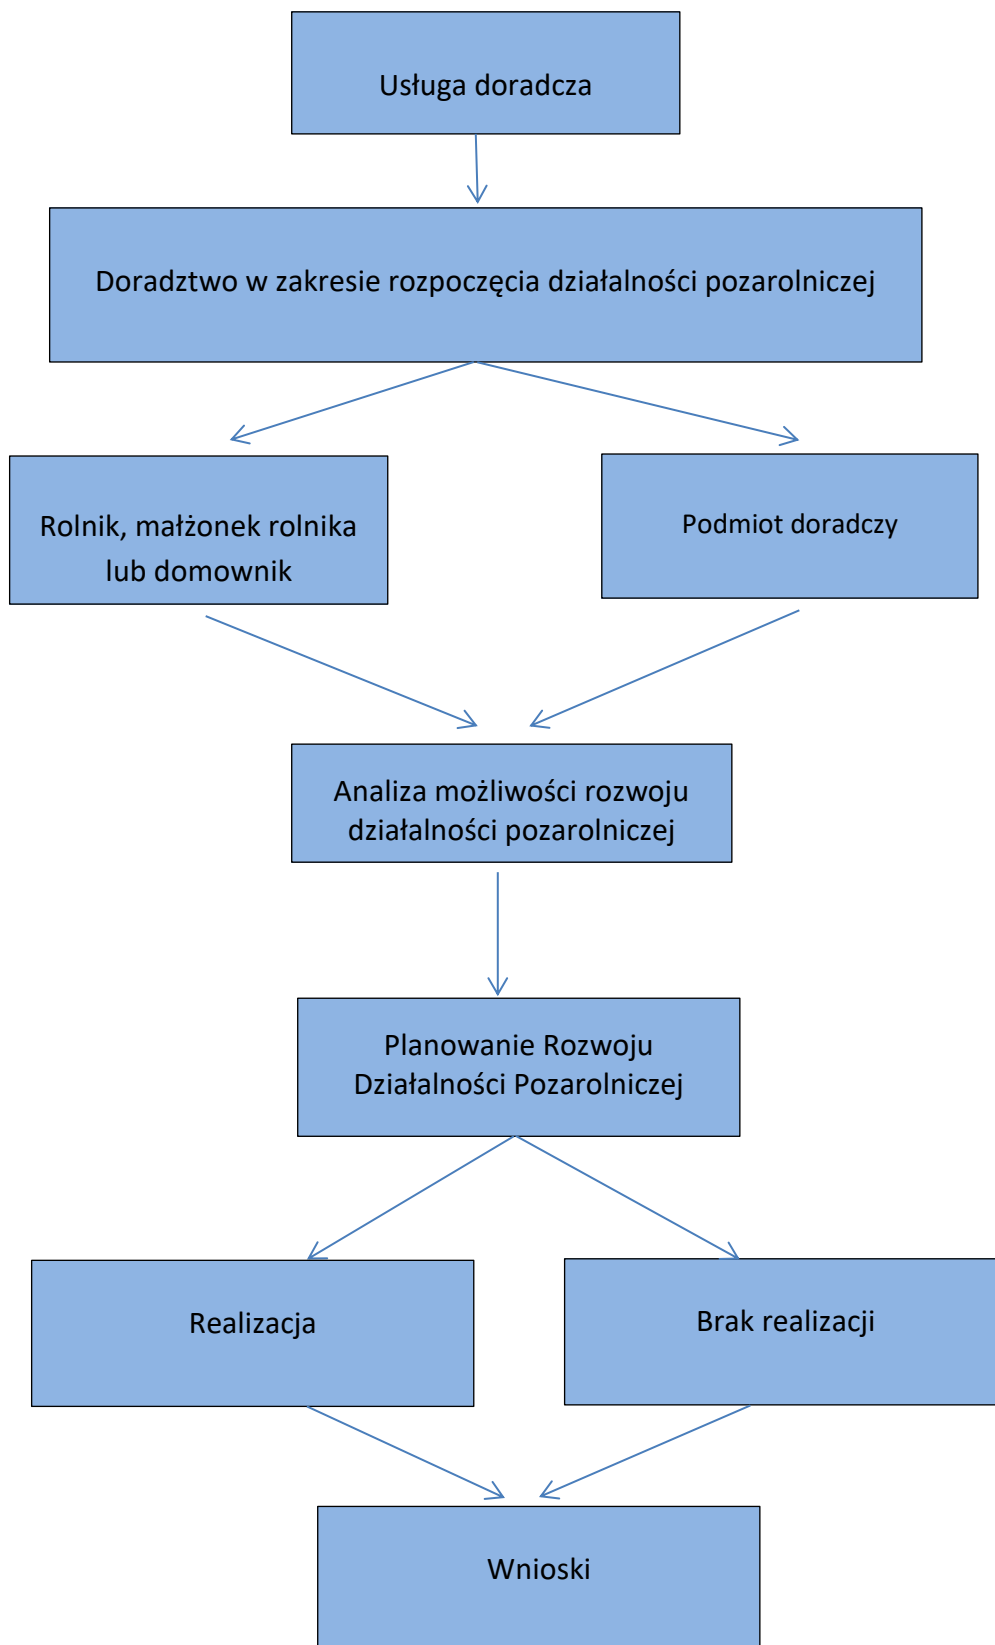 Usługa doradcza
Doradztwo w zakresie rozpoczęcia działalności pozarolniczej
Rolnik, małżonek rolnika
lub domownik
Podmiot doradczy
Analiza możliwości rozwoju
działalności pozarolniczej
Planowanie Rozwoju
Działalności Pozarolniczej
Realizacja
Brak realizacji
Wnioski